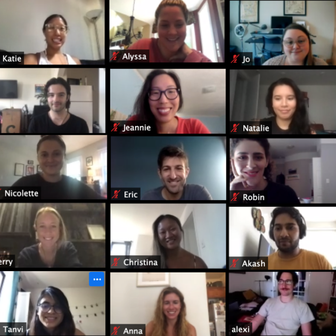 Katie
Alyssa
Jo
Jeannie
Natalie
Nicolette
Eric
Robin
erry
Christina
Akash
Tanvi
Anna
alexi